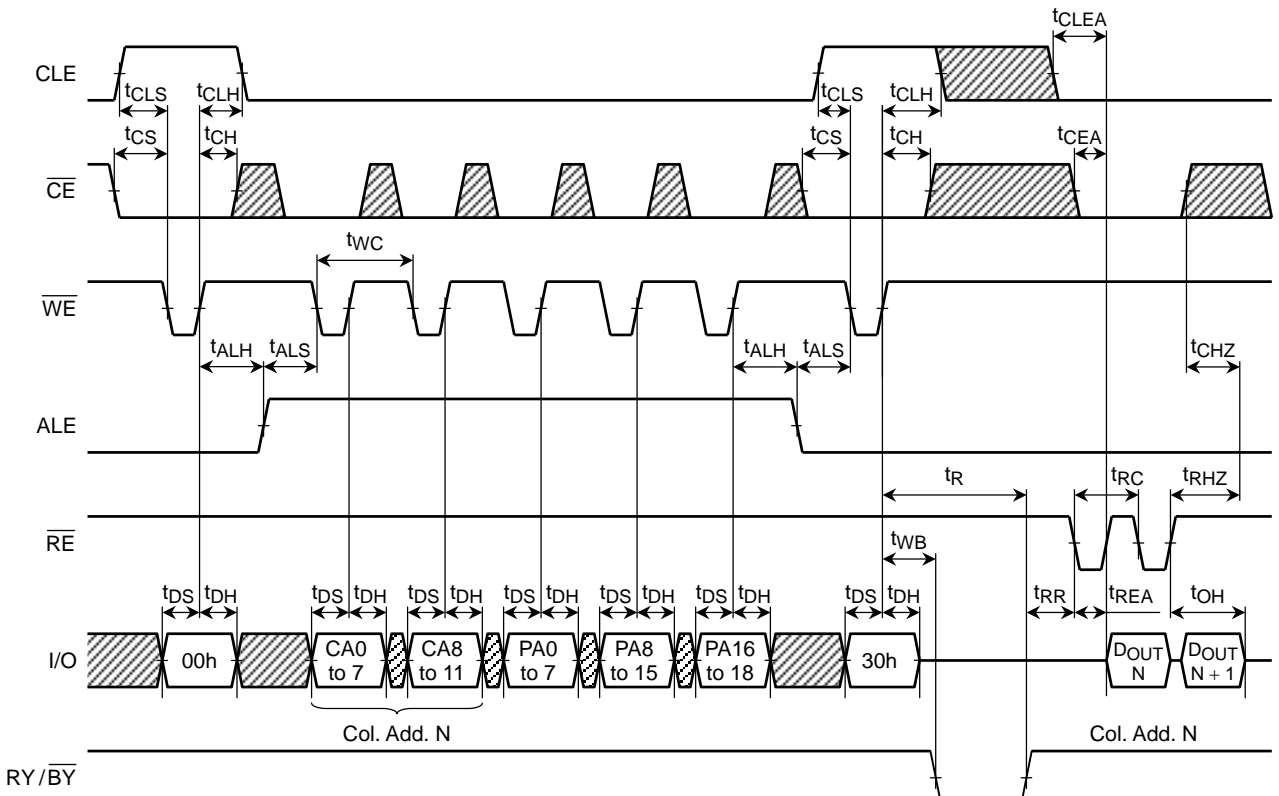 tCLEA
CLE
tCLS tCLH tCLS tCLH
tCS tCH tCS tCH tCEA
CE
tWC
WE
tALH tALS tALH tALS tCHZ
ALE
tR tRC tRHZ
RE
tWB
tDS tDH tDS tDH tDS tDH tDS tDH tDS tDH tDS tDH tDS tDH tRR tREA tOH
I/O
00h
CA0 to 7
CA8 to 11
PA0 to 7
PA8 to 15
PA16 to 18
30h
DOUT N
DOUT N + 1
Col. Add. N Col. Add. N
RY/BY